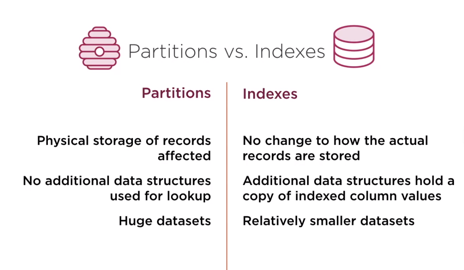 Partitions vs. Indexes
Partitions
Indexes
Physical storage of records
affected
No change to how the actual
records are stored
No additional data structures
used for lookup
Additional data structures hold a
copy of indexed column values
Huge datasets
Relatively smaller datasets